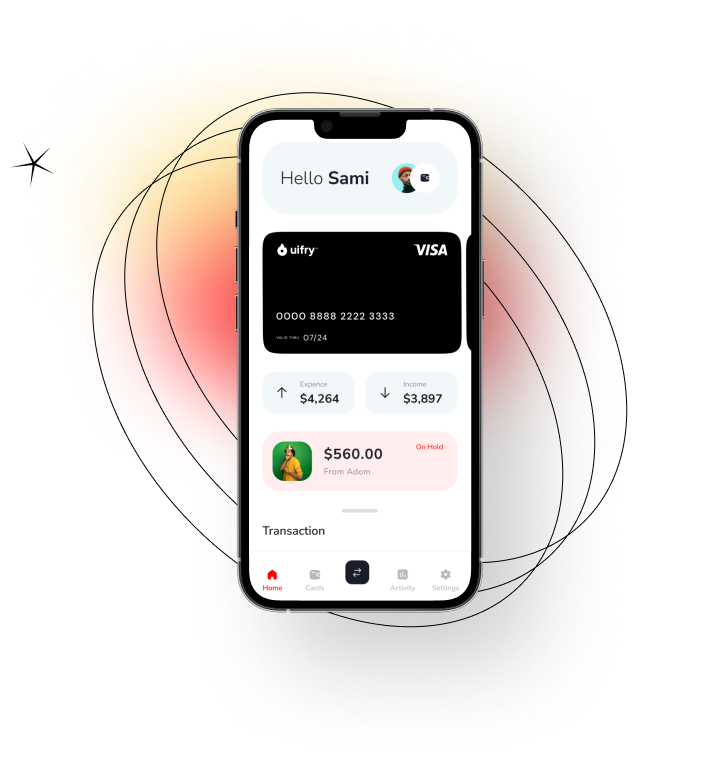 Hello Sami
uifry
VISA
0000 8888 2222 3333
VALID THRU 07/24
Expence
$4,264
Income
$3,897
$560.00
On Hold
From Adom
Transaction
Home
Cards
Activity
Settings